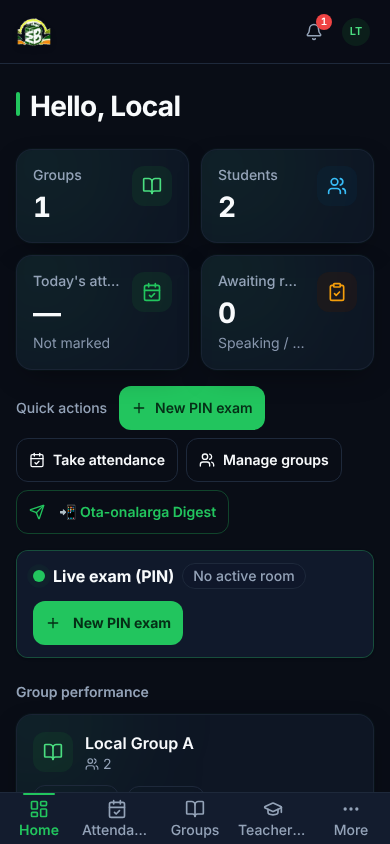 1
LT
Hello, Local
Groups
1
Students
2
Today's att...
—
Not marked
Awaiting r...
0
Speaking / ...
Quick actions
New PIN exam
Take attendance
Manage groups
Ota-onalarga Digest
Live exam (PIN)
No active room
New PIN exam
Group performance
Local Group A
2
Home
Attenda...
Groups
Teacher...
More